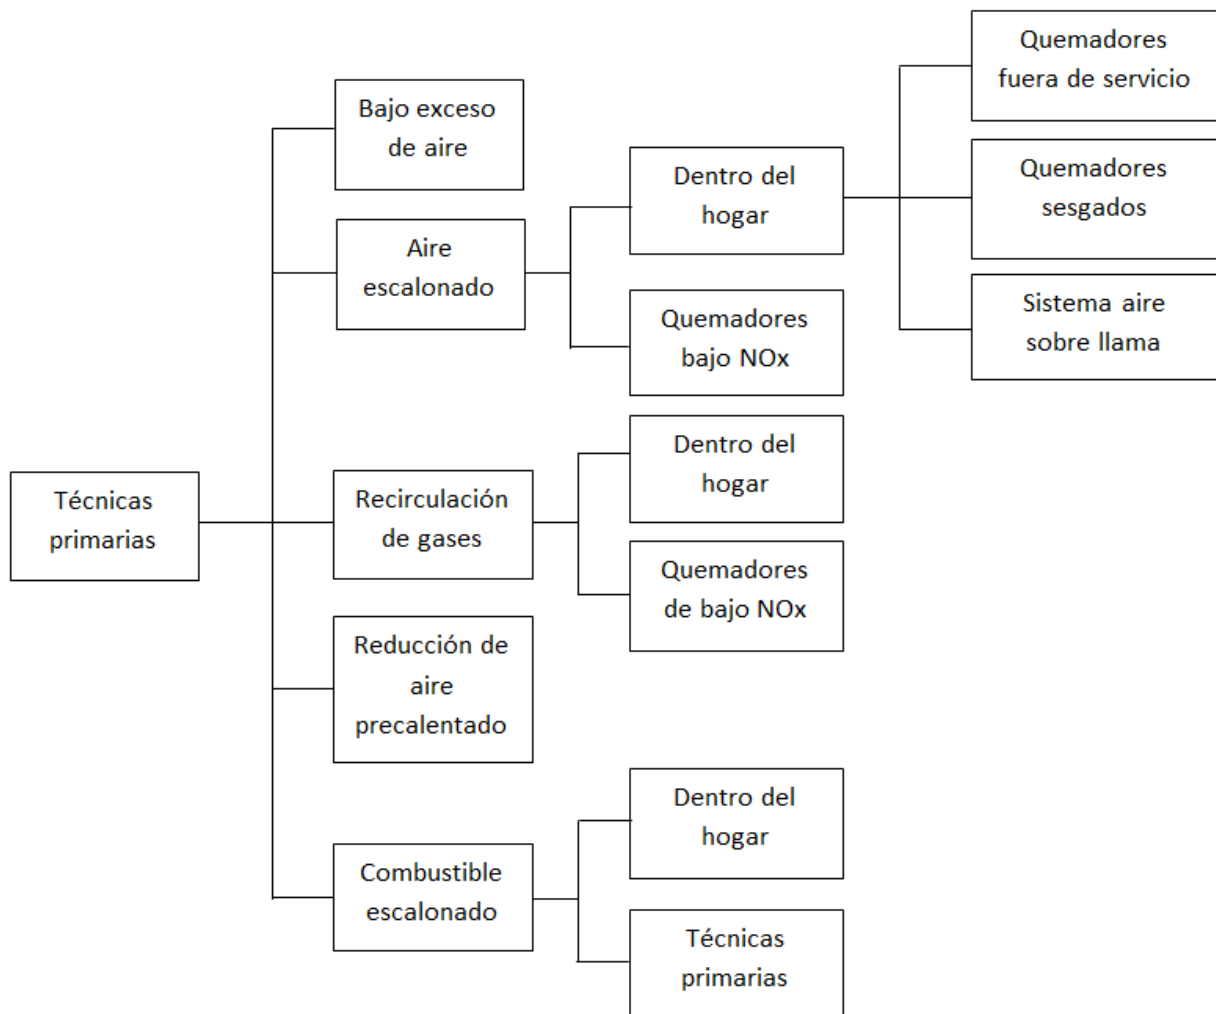 Técnicas
primarias
Bajo exceso
de aire
Aire
escalonado
Dentro del
hogar
Quemadores
fuera de servicio
Quemadores
sesgados
Sistema aire
sobre llama
Quemadores
bajo NOx
Recirculación
de gases
Dentro del
hogar
Quemadores
de bajo NOx
Reducción de
aire
precalentado
Combustible
escalonado
Dentro del
hogar
Técnicas
primarias